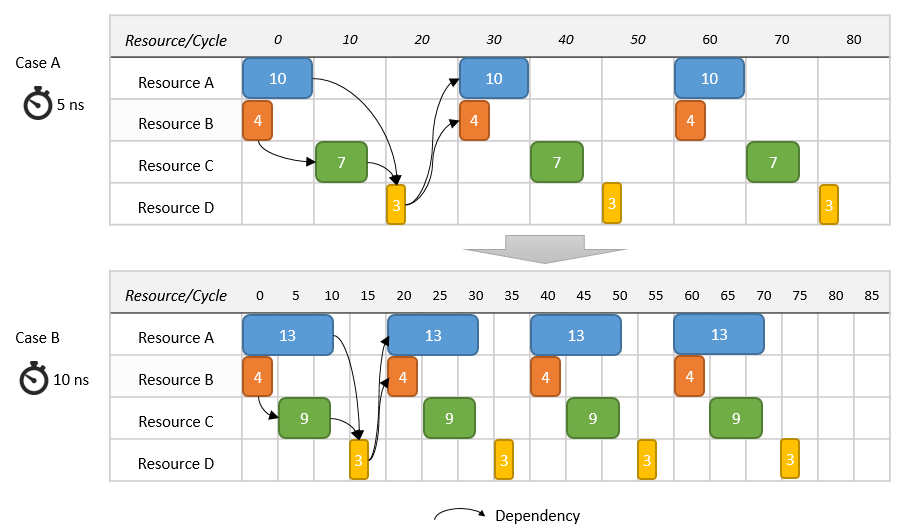 Resource/Cycle 0 10 20 30 40 50 60 70 80
Case A
5 ns
Resource A 10 10 10
Resource B 4 4 4
Resource C 7 7 7
Resource D 3 3 3
Resource/Cycle 0 5 10 15 20 25 30 35 40 45 50 55 60 65 70 75 80 85
Case B
10 ns
Resource A 13 13 13 13
Resource B 4 4 4 4
Resource C 9 9 9 9
Resource D 3 3 3 3
Dependency